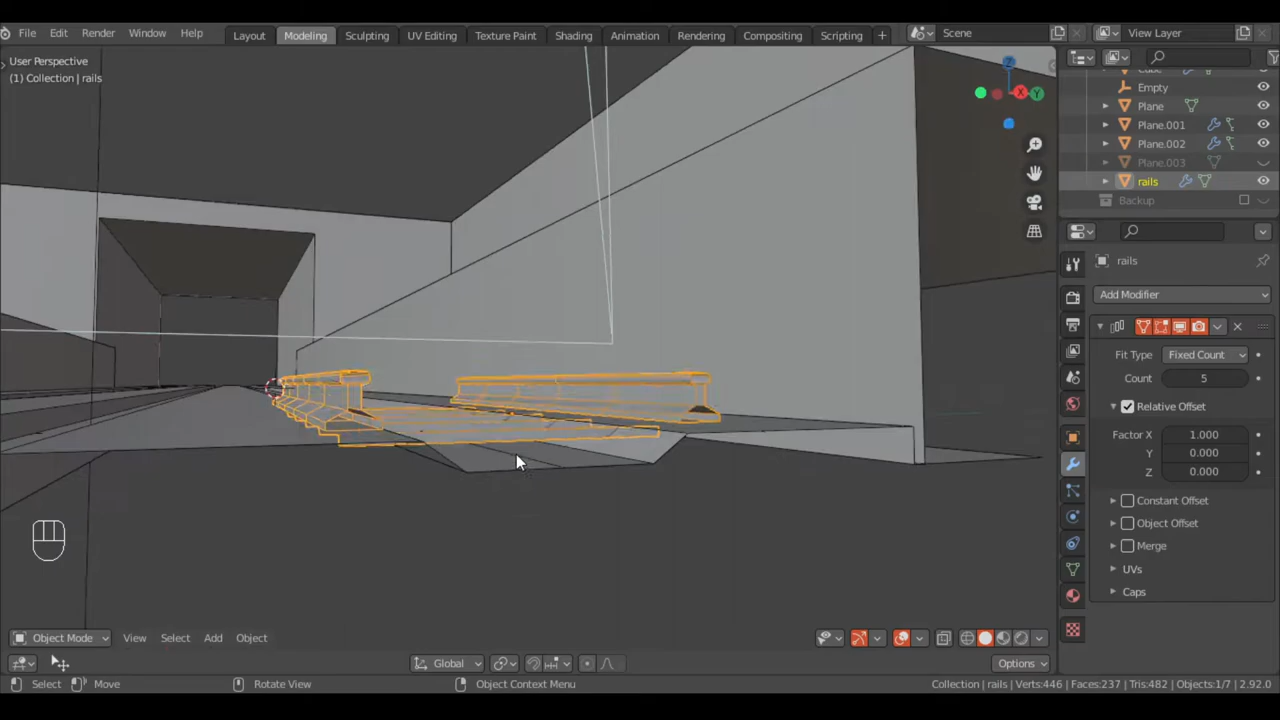 File Edit Render Window Help Layout Modeling Sculpting UV Editing Texture Paint Shading Animation Rendering Compositing Scripting + Scene View Layer
User Perspective
(1) Collection | rails
Z
X
Y
Empty
Plane
Plane.001
Plane.002
Plane.003
rails
Backup
rails
Add Modifier
Fit Type Fixed Count
Count 5
Relative Offset
Factor X 1.000
Y 0.000
Z 0.000
Constant Offset
Object Offset
Merge
UVs
Caps
Object Mode View Select Add Object
Global Options
Select Move Rotate View Object Context Menu Collection | rails | Verts:446 | Faces:237 | Tris:482 | Objects:1/7 | 2.92.0